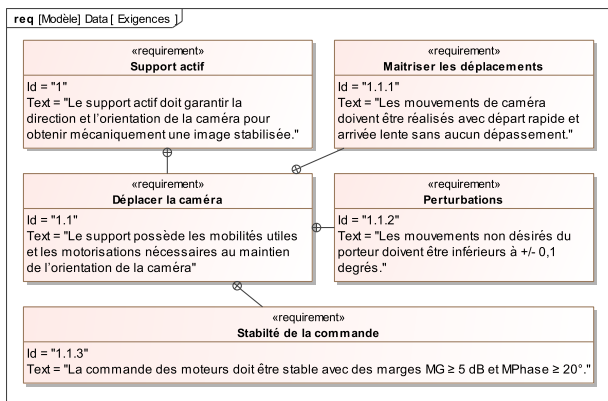 req [Modèle] Data [ Exigences ]
«requirement»
Support actif
Id = "1"
Text = "Le support actif doit garantir la
direction et l'orientation de la caméra pour
obtenir mécaniquement une image stabilisée."
«requirement»
Maitriser les déplacements
Id = "1.1.1"
Text = "Les mouvements de caméra
doivent être réalisés avec départ rapide et
arrivée lente sans aucun dépassement."
«requirement»
Déplacer la caméra
Id = "1.1"
Text = "Le support possède les mobilités utiles
et les motorisations nécessaires au maintien
de l'orientation de la caméra"
«requirement»
Perturbations
Id = "1.1.2"
Text = "Les mouvements non désirés du
porteur doivent être inférieurs à +/- 0,1
degrés."
«requirement»
Stabilté de la commande
Id = "1.1.3"
Text = "La commande des moteurs doit être stable avec des marges MG ≥ 5 dB et MPhase ≥ 20°."